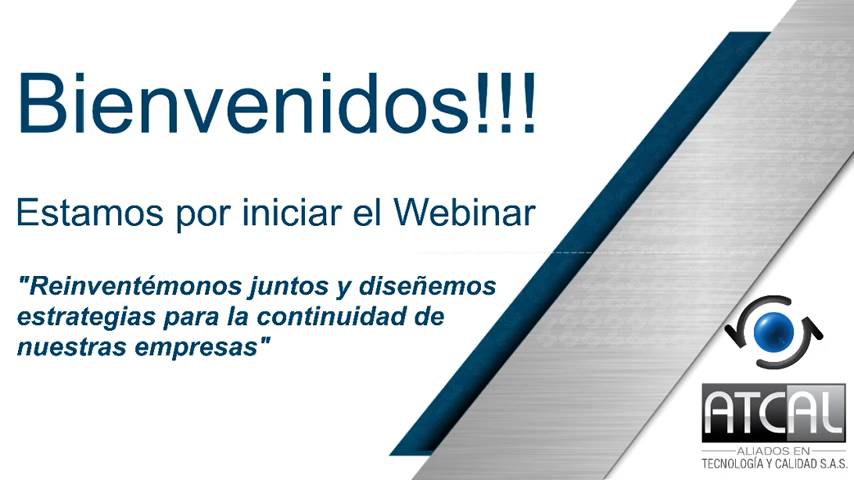 Bienvenidos!!!
Estamos por iniciar el Webinar
"Reinventémonos juntos y diseñemos
estrategias para la continuidad de
nuestras empresas"
ATCAL
ALIADOS EN
TECNOLOGÍA Y CALIDAD S.A.S.